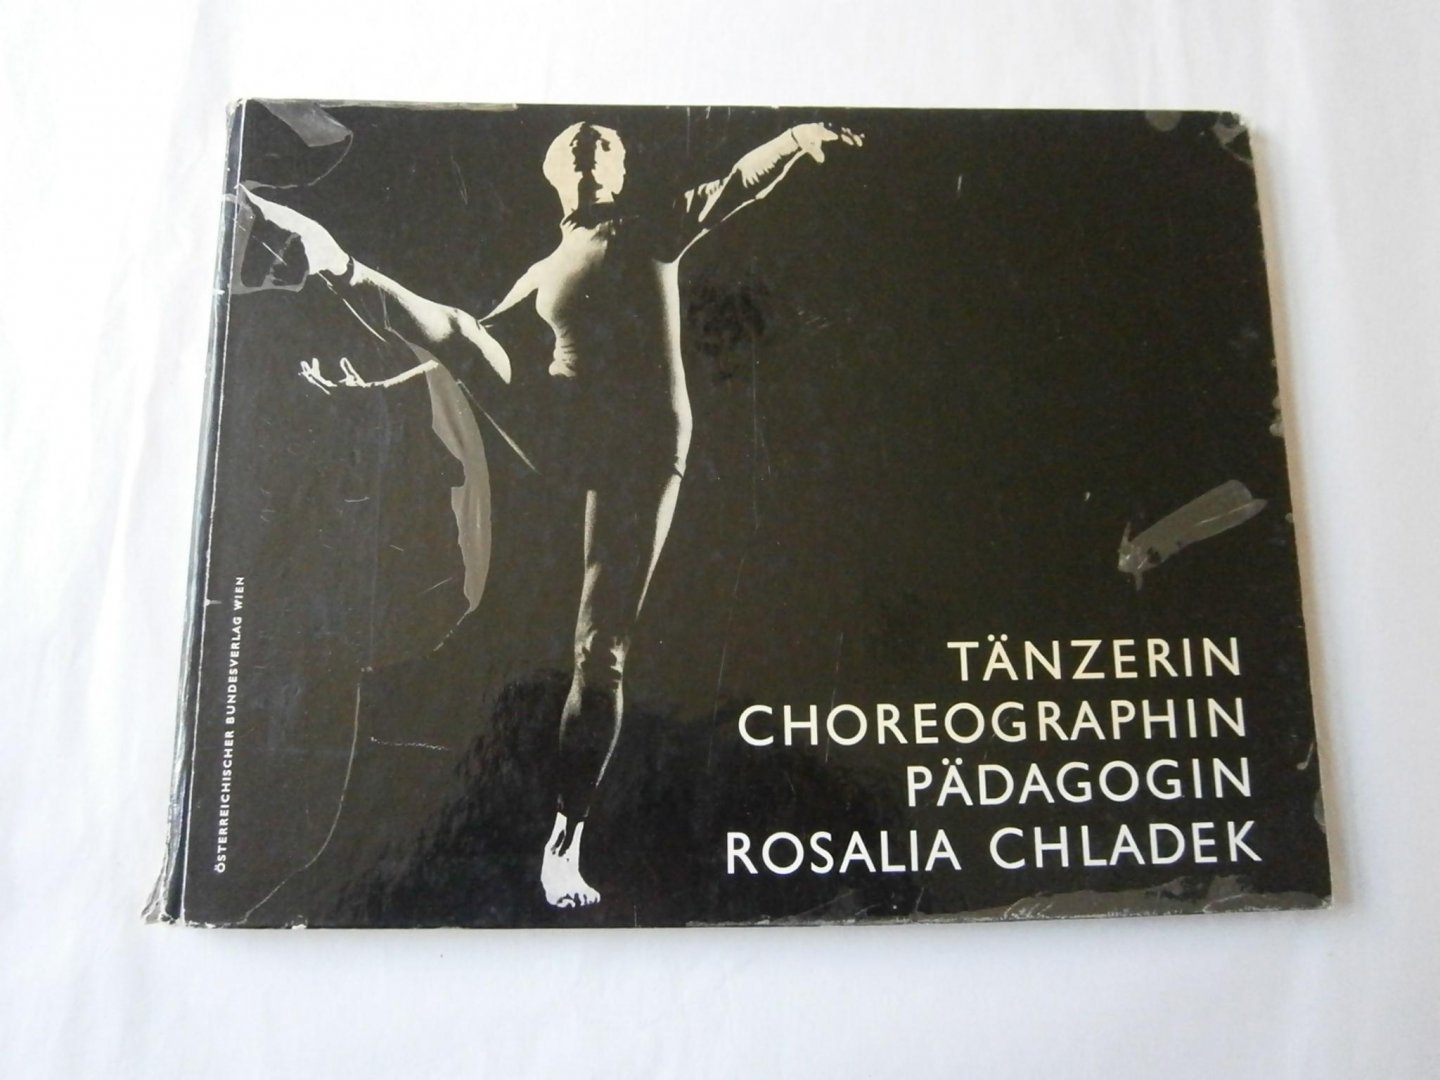 TÄNZERIN
CHOREOGRAPHIN
PÄDAGOGIN
ROSALIA CHLADEK
ÖSTERREICHISCHER BUNDESVERLAG WIEN